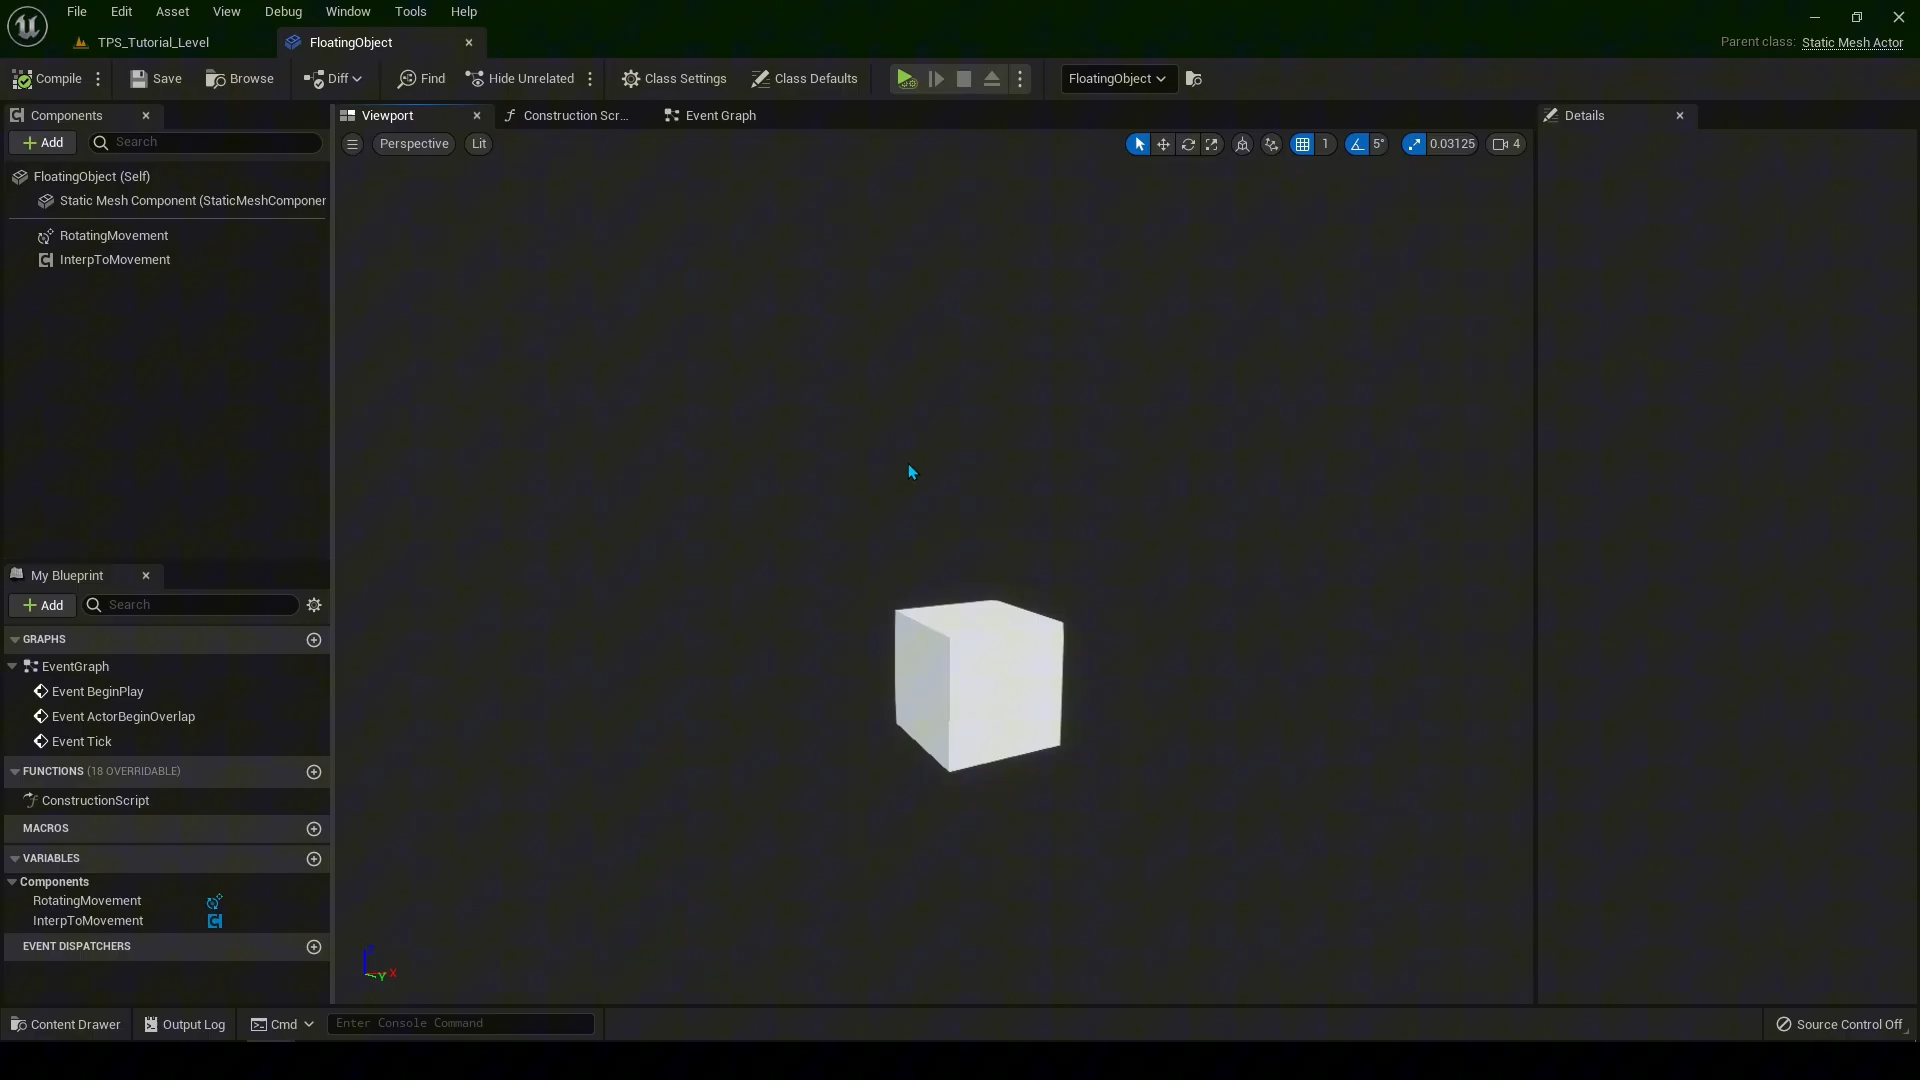 File Edit Asset View Debug Window Tools Help
TPS_Tutorial_Level
FloatingObject
Parent class: Static Mesh Actor
Compile Save Browse Diff Find Hide Unrelated Class Settings Class Defaults FloatingObject
Components
Add
Search
FloatingObject (Self)
Static Mesh Component (StaticMeshComponer
RotatingMovement
InterpToMovement
Viewport
Construction Scr...
Event Graph
Perspective Lit
1 5° 0.03125 4
Y X
Details
My Blueprint
Add
Search
GRAPHS
EventGraph
Event BeginPlay
Event ActorBeginOverlap
Event Tick
FUNCTIONS (18 OVERRIDABLE)
ConstructionScript
MACROS
VARIABLES
Components
RotatingMovement
InterpToMovement
EVENT DISPATCHERS
Content Drawer Output Log Cmd Enter Console Command Source Control Off